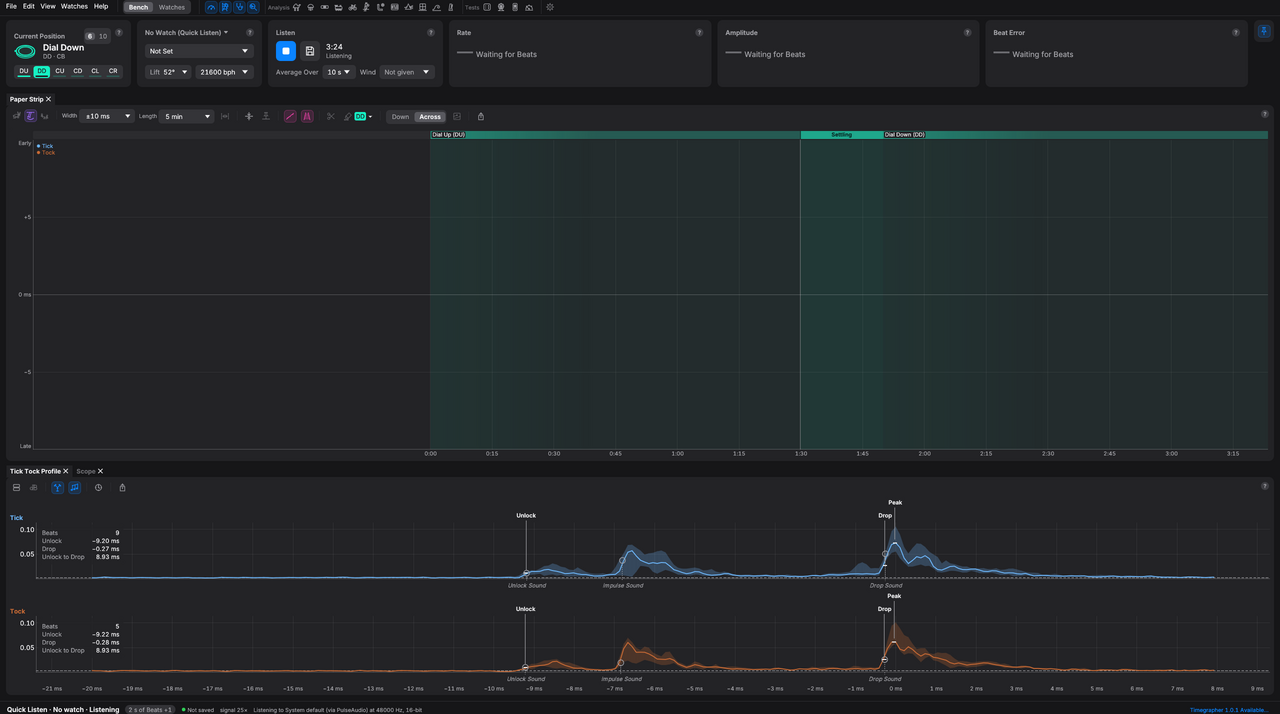 File Edit View Watches Help Bench Watches Analysis Tests
Current Position 6 10 ?
Dial Down
DD · CB
DU DD CU CD CL CR
No Watch (Quick Listen) ?
Not Set
Lift 52° 21600 bph
Listen ?
3:24
Listening
Average Over 10 s Wind Not given
Rate ?
Waiting for Beats
Amplitude ?
Waiting for Beats
Beat Error ?
Waiting for Beats
Paper Strip
Width ±10 ms Length 5 min DD Down Across ?
Dial Up (DU) Settling Dial Down (DD)
Early
Tick
Tock
+5
0 ms
−5
Late
0:00 0:15 0:30 0:45 1:00 1:15 1:30 1:45 2:00 2:15 2:30 2:45 3:00 3:15
Tick Tock Profile Scope
?
Peak
Tick Unlock Drop
0.10
0.05
Beats 9
Unlock −9.20 ms
Drop −0.27 ms
Unlock to Drop 8.93 ms
Unlock Sound Impulse Sound Drop Sound
Peak
Tock Unlock Drop
0.10
0.05
Beats 5
Unlock −9.22 ms
Drop −0.28 ms
Unlock to Drop 8.93 ms
Unlock Sound Impulse Sound Drop Sound
−21 ms −20 ms −19 ms −18 ms −17 ms −16 ms −15 ms −14 ms −13 ms −12 ms −11 ms −10 ms −9 ms −8 ms −7 ms −6 ms −5 ms −4 ms −3 ms −2 ms −1 ms 0 ms 1 ms 2 ms 3 ms 4 ms 5 ms 6 ms 7 ms 8 ms 9 ms
Quick Listen · No watch · Listening 2 s of Beats +1 Not saved signal 25× Listening to System default (via PulseAudio) at 48000 Hz, 16-bit Timegrapher 1.0.1 Available...